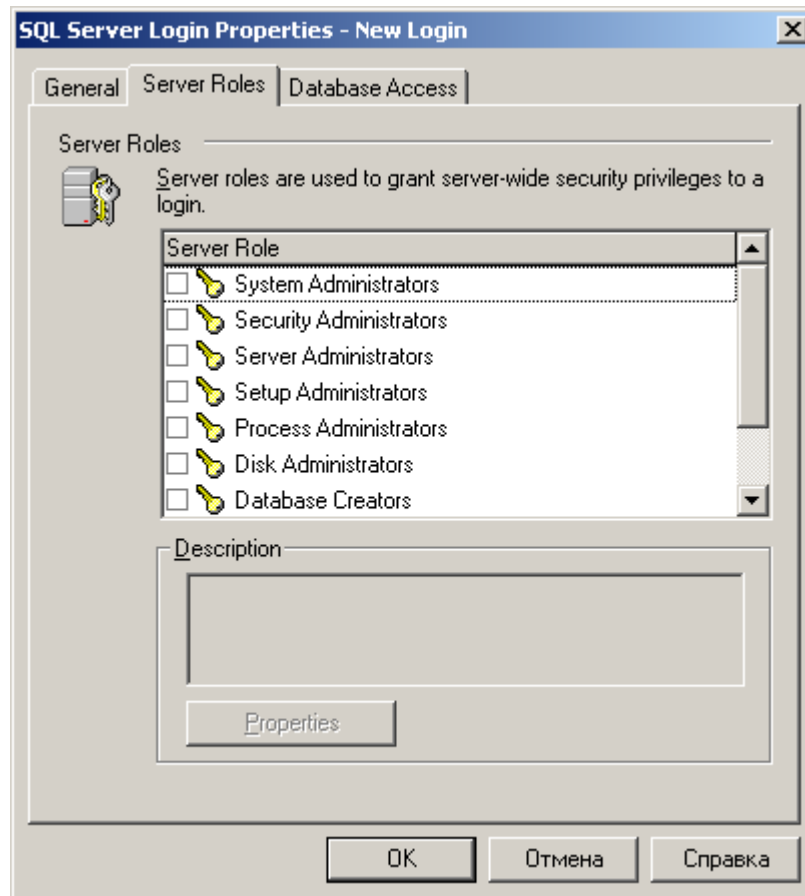 SQL Server Login Properties - New Login
General Server Roles Database Access
Server Roles
Server roles are used to grant server-wide security privileges to a
login.
Server Role
System Administrators
Security Administrators
Server Administrators
Setup Administrators
Process Administrators
Disk Administrators
Database Creators
Description
Properties
OK Отмена Справка